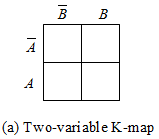 B̅ B
A̅
A
(a) Two-variable K-map